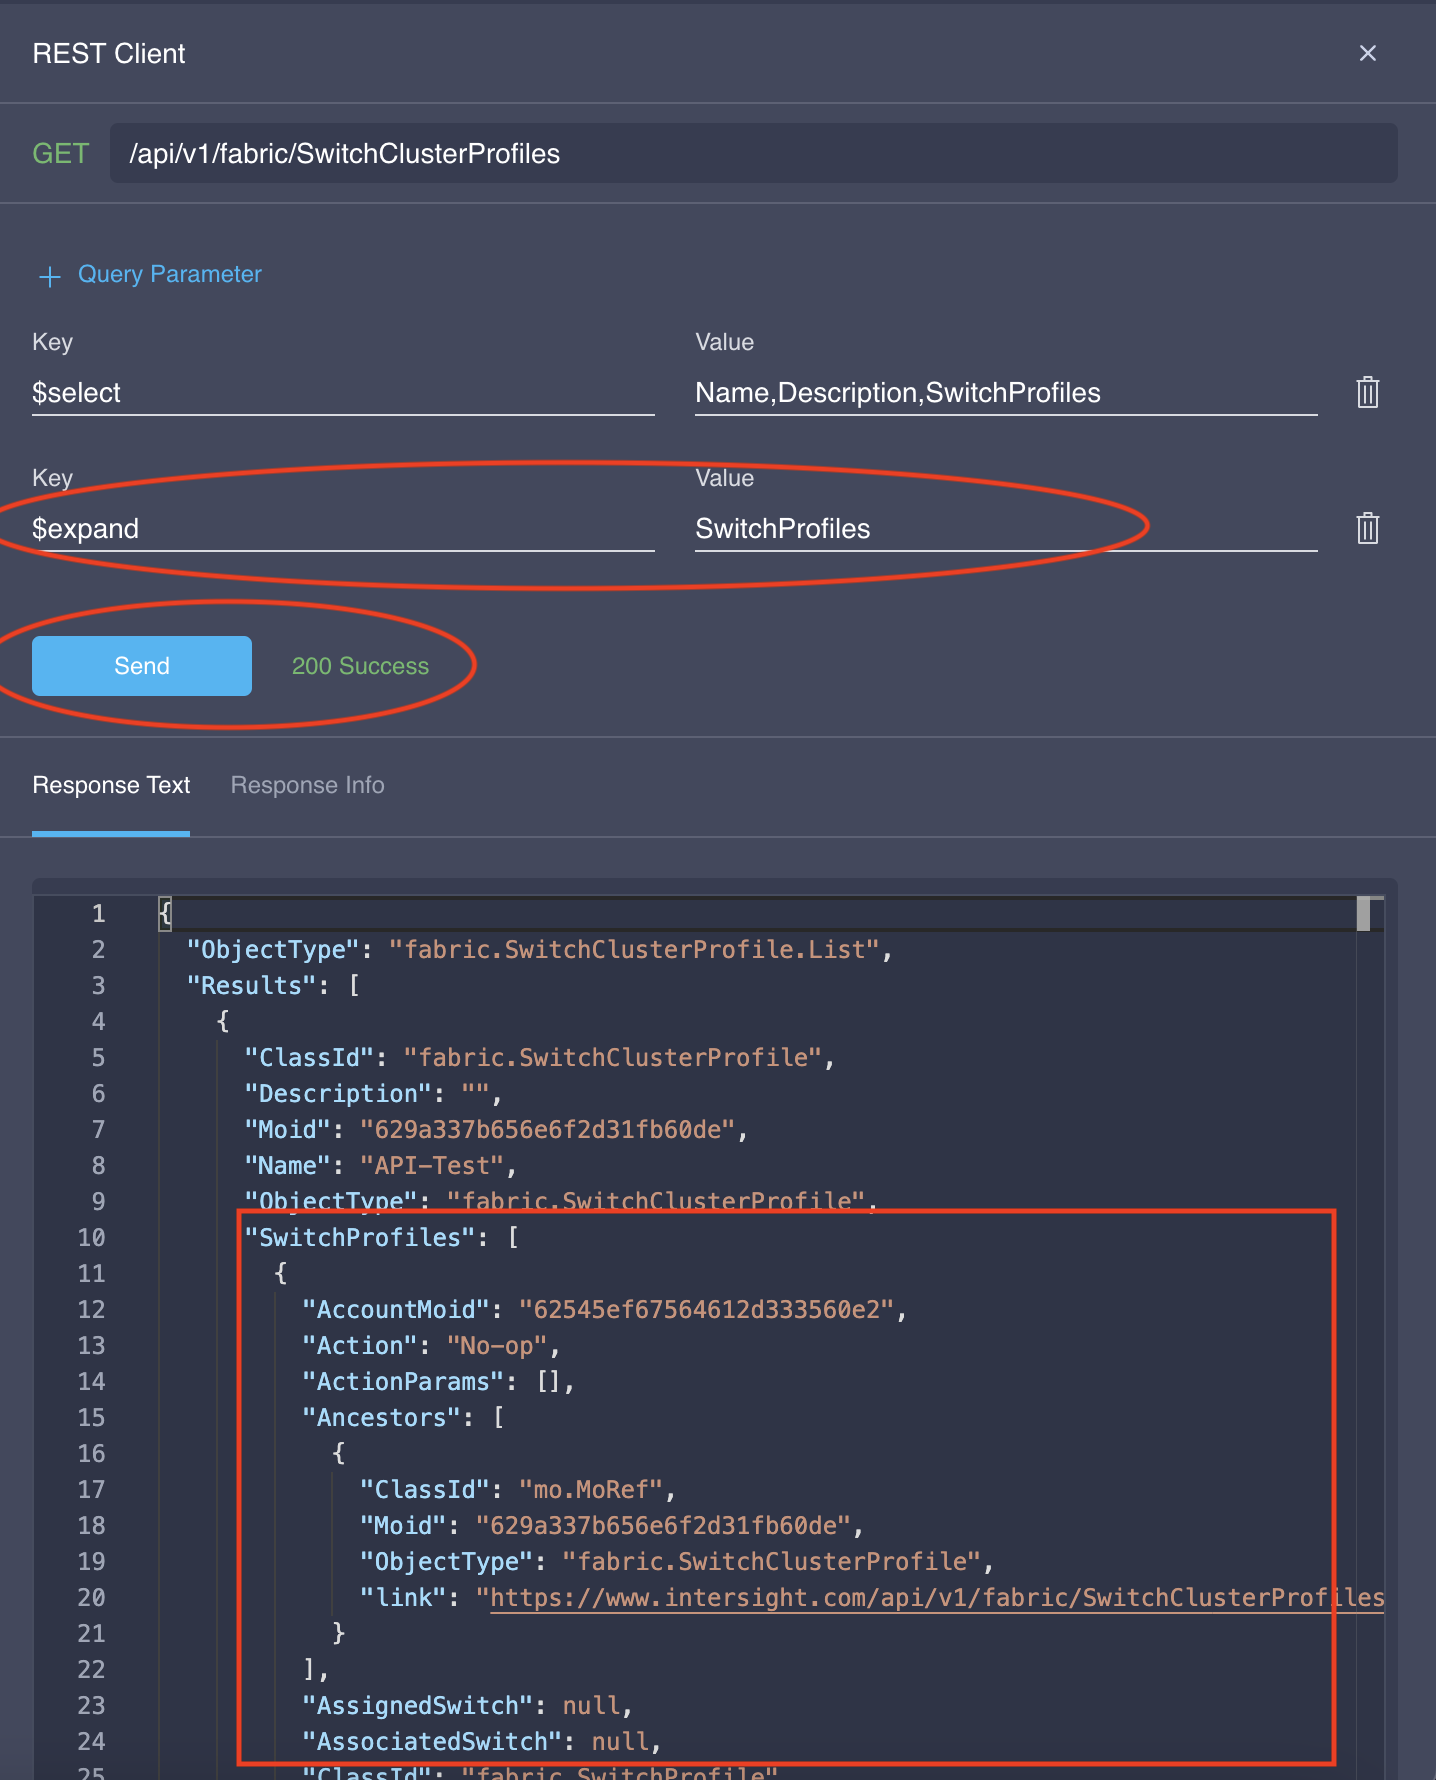 REST Client
GET /api/v1/fabric/SwitchClusterProfiles
Query Parameter
Key Value
$select Name,Description,SwitchProfiles
Key Value
$expand SwitchProfiles
Send 200 Success
Response Text Response Info
1 {
2 "ObjectType": "fabric.SwitchClusterProfile.List",
3 "Results": [
4 {
5 "ClassId": "fabric.SwitchClusterProfile",
6 "Description": "",
7 "Moid": "629a337b656e6f2d31fb60de",
8 "Name": "API-Test",
9 "ObjectType": "fabric.SwitchClusterProfile",
10 "SwitchProfiles": [
11 {
12 "AccountMoid": "62545ef67564612d333560e2",
13 "Action": "No-op",
14 "ActionParams": [],
15 "Ancestors": [
16 {
17 "ClassId": "mo.MoRef",
18 "Moid": "629a337b656e6f2d31fb60de",
19 "ObjectType": "fabric.SwitchClusterProfile",
20 "link": "https://www.intersight.com/api/v1/fabric/SwitchClusterProfiles
21 }
22 ],
23 "AssignedSwitch": null,
24 "AssociatedSwitch": null,
25 "ClassId": "fabric.SwitchProfile"